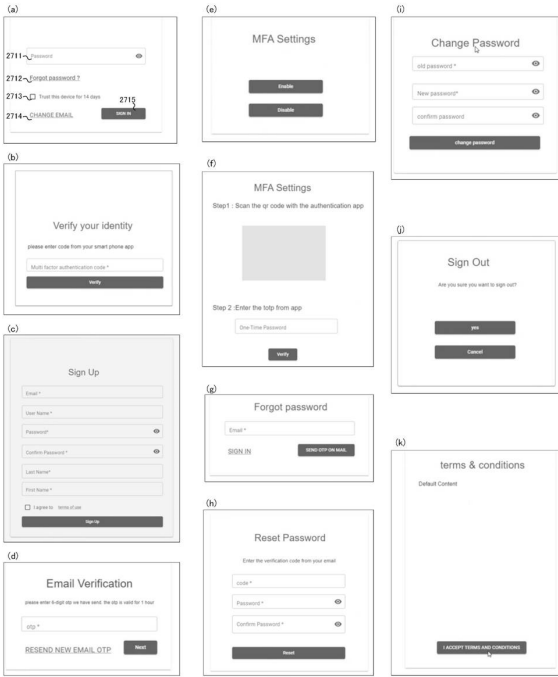 (a)
2711
Password
2712
Forgot password ?
2713
Trust this device for 14 days
2715
2714
CHANGE EMAIL
SIGN IN
(b)
Verify your identity
please enter code from your smart phone app
Multi factor authentication code *
Verify
(c)
Sign Up
Email *
User Name *
Password*
Confirm Password *
Last Name*
First Name *
I agree to terms of use
Sign Up
(d)
Email Verification
please enter 6-digit otp we have send. the otp is valid for 1 hour
otp *
RESEND NEW EMAIL OTP
Next
(e)
MFA Settings
Enable
Disable
(f)
MFA Settings
Step1 : Scan the qr code with the authentication app
Step 2 :Enter the totp from app
One-Time Password
Verify
(g)
Forgot password
Email *
SIGN IN
SEND OTP ON MAIL
(h)
Reset Password
Enter the verification code from your email
code *
Password *
Confirm Password *
Reset
(i)
Change Password
old password *
New password*
confirm password
change password
(j)
Sign Out
Are you sure you want to sign out?
yes
Cancel
(k)
terms & conditions
Default Content
I ACCEPT TERMS AND CONDITIONS